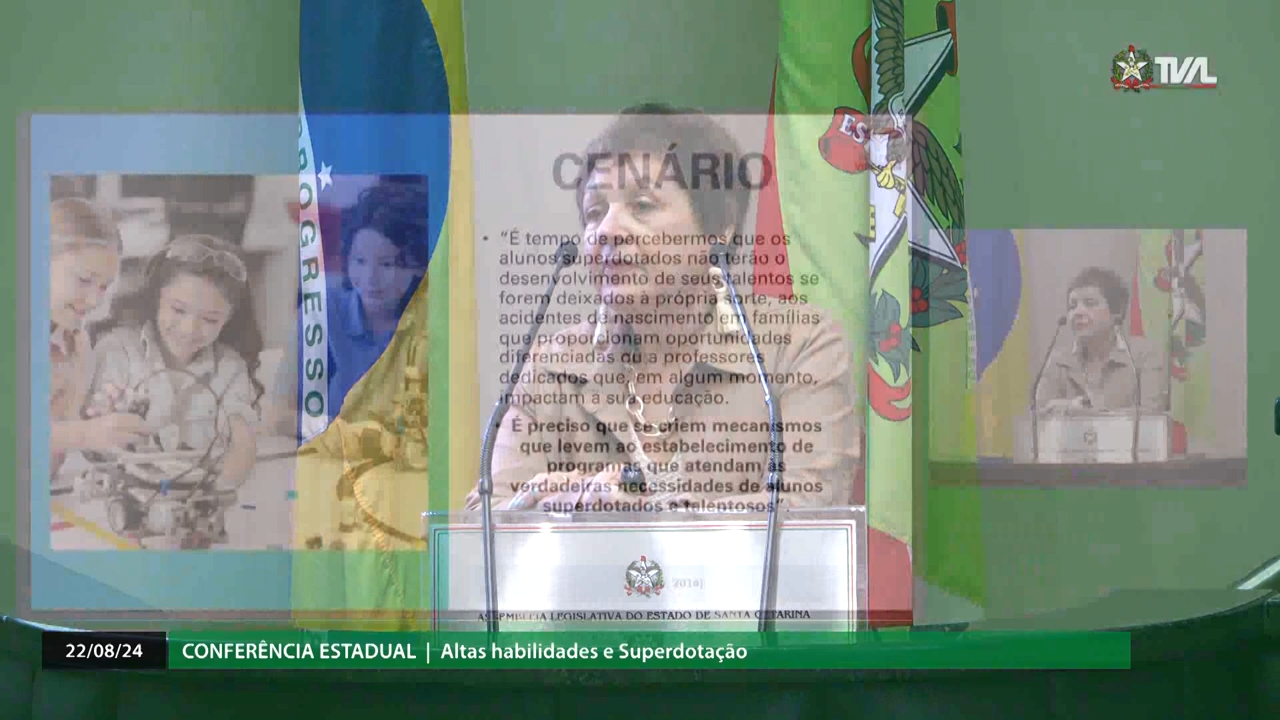 TVAL
PROGRESSO
ES
CENÁRIO
• “É tempo de percebermos que os
alunos superdotados não terão o
desenvolvimento de seus talentos se
forem deixados à própria sorte, aos
acidentes de nascimento em famílias
que proporcionam oportunidades
diferenciadas ou a professores
dedicados que, em algum momento,
impactam a sua educação.
• É preciso que se criem mecanismos
que levem ao estabelecimento de
programas que atendam às
verdadeiras necessidades de alunos
superdotados e talentosos”.
ASSEMBLEIA LEGISLATIVA DO ESTADO DE SANTA CATARINA
22/08/24 CONFERÊNCIA ESTADUAL | Altas habilidades e Superdotação